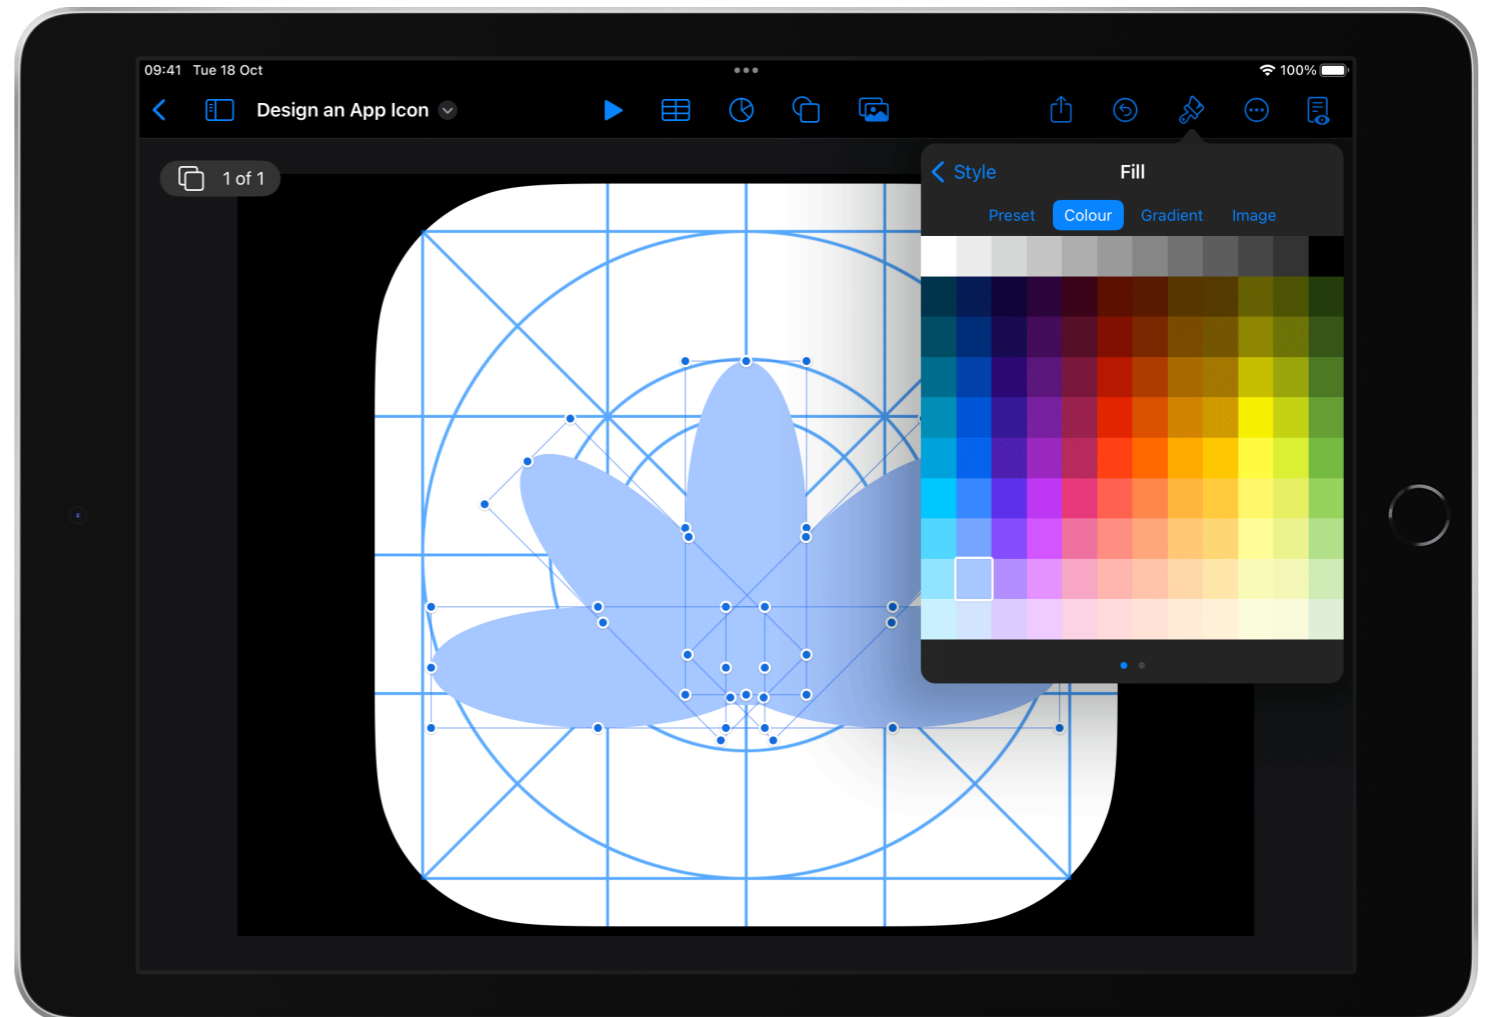 09:41 Tue 18 Oct
100%
Design an App Icon
1 of 1
Style
Fill
Preset
Colour
Gradient
Image